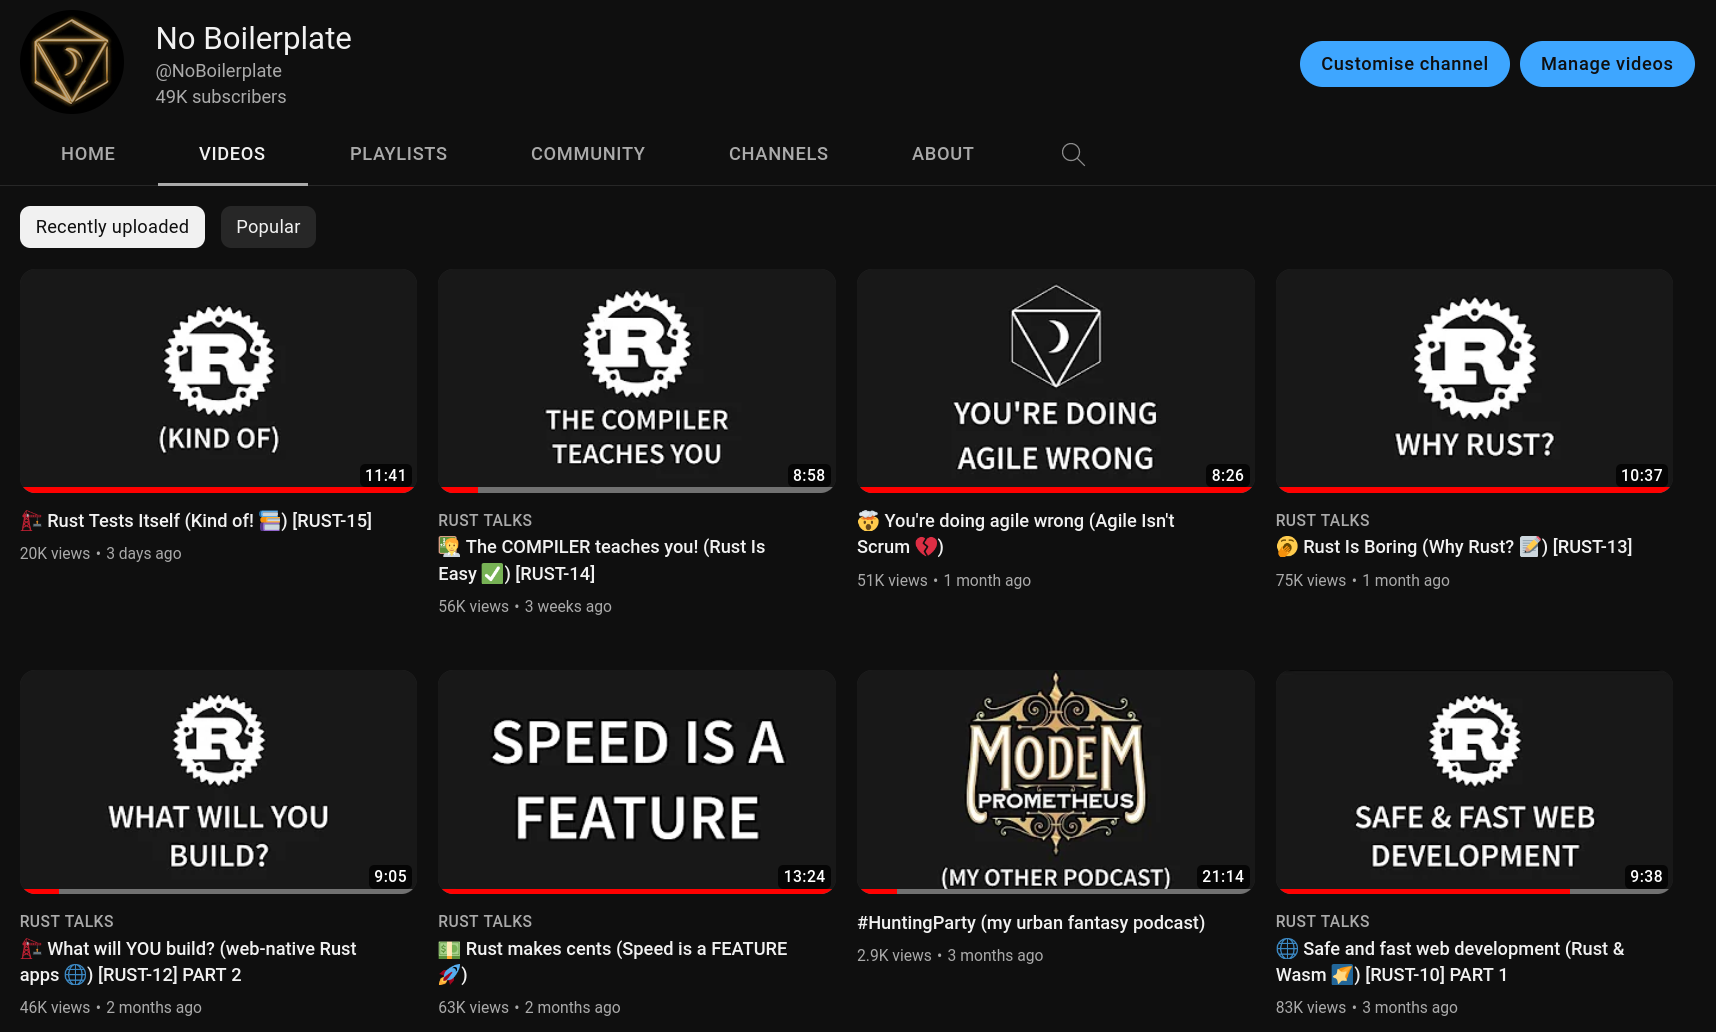 No Boilerplate
@NoBoilerplate
49K subscribers
Customise channel
Manage videos
HOME
VIDEOS
PLAYLISTS
COMMUNITY
CHANNELS
ABOUT
Recently uploaded
Popular
R
(KIND OF)
11:41
🏗️ Rust Tests Itself (Kind of! 📚) [RUST-15]
20K views • 3 days ago
R
THE COMPILER
TEACHES YOU
8:58
RUST TALKS
🧑‍🏫 The COMPILER teaches you! (Rust Is
Easy ✅) [RUST-14]
56K views • 3 weeks ago
YOU'RE DOING
AGILE WRONG
8:26
🤯 You're doing agile wrong (Agile Isn't
Scrum 💔)
51K views • 1 month ago
R
WHY RUST?
10:37
RUST TALKS
🥱 Rust Is Boring (Why Rust? 📝) [RUST-13]
75K views • 1 month ago
R
WHAT WILL YOU
BUILD?
9:05
RUST TALKS
🏗️ What will YOU build? (web-native Rust
apps 🌐) [RUST-12] PART 2
46K views • 2 months ago
SPEED IS A
FEATURE
13:24
RUST TALKS
💵 Rust makes cents (Speed is a FEATURE
🚀)
63K views • 2 months ago
MODEM
PROMETHEUS
(MY OTHER PODCAST)
21:14
#HuntingParty (my urban fantasy podcast)
2.9K views • 3 months ago
R
SAFE & FAST WEB
DEVELOPMENT
9:38
RUST TALKS
🌐 Safe and fast web development (Rust &
Wasm 🌠) [RUST-10] PART 1
83K views • 3 months ago